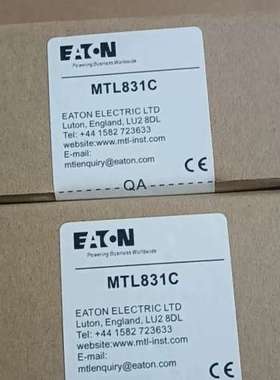 EATON
Powering Business Worldwide
MTL831C
EATON ELECTRIC LTD
Luton, England, LU2 8DL
Tel: +44 1582 723633
website:www.mtl-inst.com
E-mail:
mtlenquiry@eaton.com
CE
QA
EATON
Powering Business Worldwide
MTL831C
EATON ELECTRIC LTD
Luton, England, LU2 8DL
Tel: +44 1582 723633
website:www.mtl-inst.com
E-mail:
mtlenquiry@eaton.com
CE